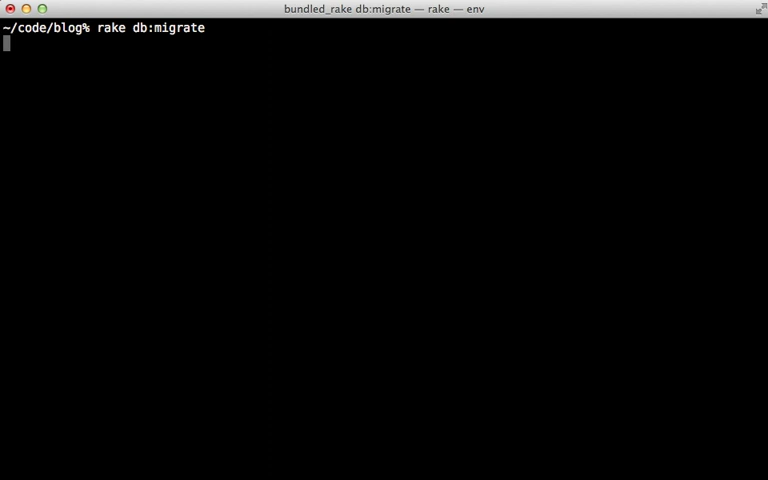 bundled_rake db:migrate — rake — env
~/code/blog% rake db:migrate